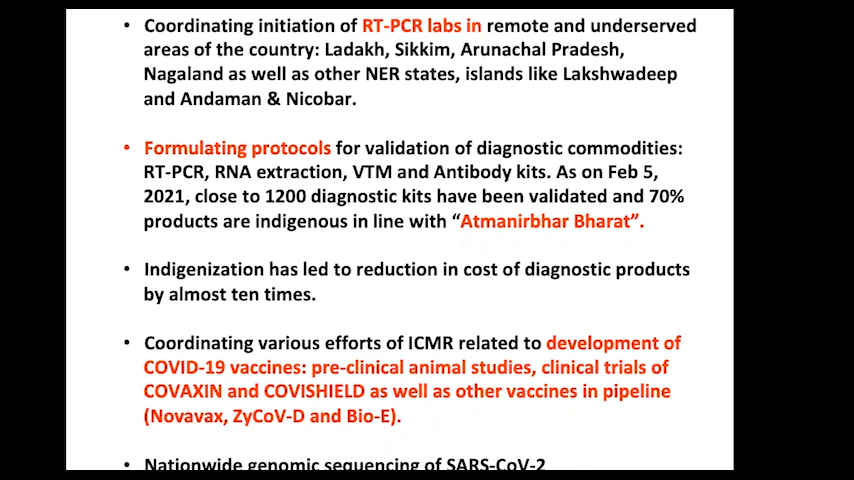 • Coordinating initiation of RT-PCR labs in remote and underserved
areas of the country: Ladakh, Sikkim, Arunachal Pradesh,
Nagaland as well as other NER states, islands like Lakshwadeep
and Andaman & Nicobar.
• Formulating protocols for validation of diagnostic commodities:
RT-PCR, RNA extraction, VTM and Antibody kits. As on Feb 5,
2021, close to 1200 diagnostic kits have been validated and 70%
products are indigenous in line with “Atmanirbhar Bharat”.
• Indigenization has led to reduction in cost of diagnostic products
by almost ten times.
• Coordinating various efforts of ICMR related to development of
COVID-19 vaccines: pre-clinical animal studies, clinical trials of
COVAXIN and COVISHIELD as well as other vaccines in pipeline
(Novavax, ZyCoV-D and Bio-E).
• Nationwide genomic sequencing of SARS-CoV-2